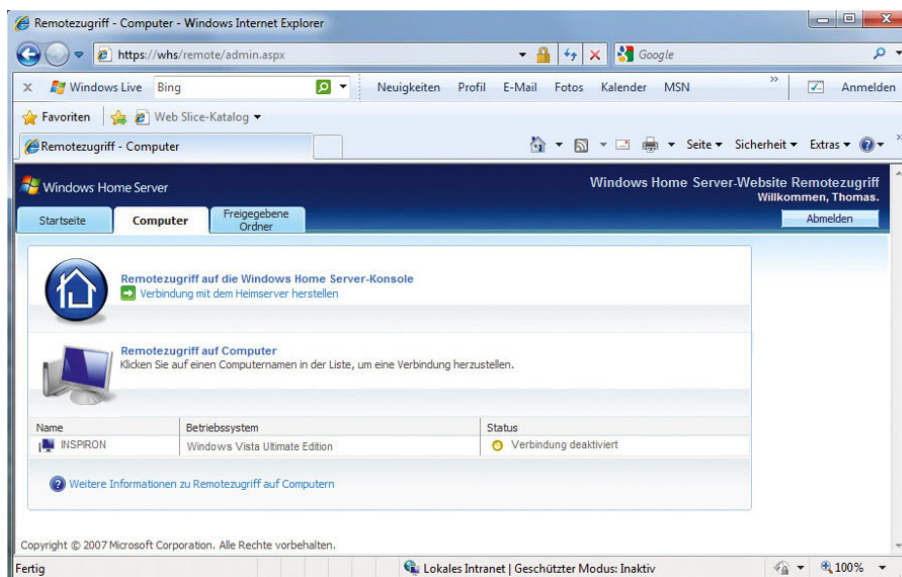 Remotezugriff - Computer - Windows Internet Explorer
https://whs/remote/admin.aspx
Google
Windows Live Bing Neuigkeiten Profil E-Mail Fotos Kalender MSN » Anmelden
Favoriten Web Slice-Katalog
Remotezugriff - Computer Seite Sicherheit Extras »
Windows Home Server
Windows Home Server-Website Remotezugriff
Willkommen, Thomas.
Startseite Computer Freigegebene
Ordner
Abmelden
Remotezugriff auf die Windows Home Server-Konsole
Verbindung mit dem Heimserver herstellen
Remotezugriff auf Computer
Klicken Sie auf einen Computernamen in der Liste, um eine Verbindung herzustellen.
Name Betriebssystem Status
INSPIRON Windows Vista Ultimate Edition Verbindung deaktiviert
Weitere Informationen zu Remotezugriff auf Computern
Copyright © 2007 Microsoft Corporation. Alle Rechte vorbehalten.
Fertig Lokales Intranet | Geschützter Modus: Inaktiv 100%